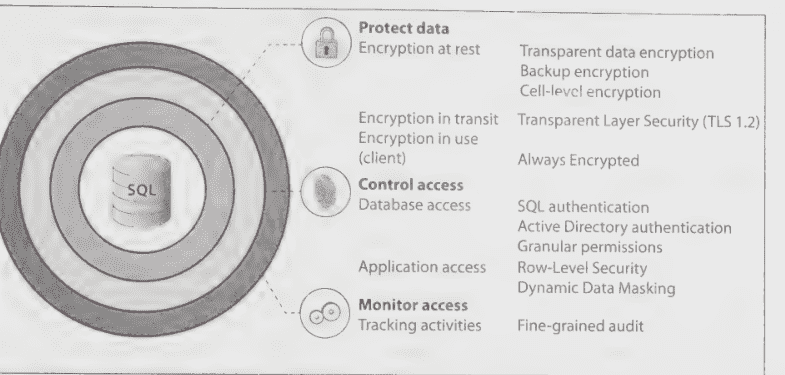 Protect data
Encryption at rest Transparent data encryption
Backup encryption
Cell-level encryption
Encryption in transit Transparent Layer Security (TLS 1.2)
Encryption in use
(client) Always Encrypted
SQL
Control access
Database access SQL authentication
Active Directory authentication
Granular permissions
Application access Row-Level Security
Dynamic Data Masking
Monitor access
Tracking activities Fine-grained audit